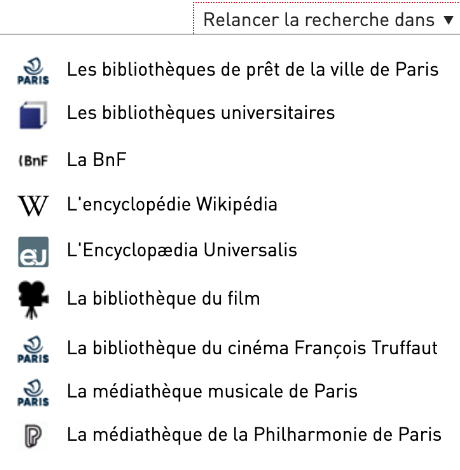 Relancer la recherche dans ▼
PARIS Les bibliothèques de prêt de la ville de Paris
Les bibliothèques universitaires
(BnF La BnF
W L'encyclopédie Wikipédia
eu L'Encyclopædia Universalis
La bibliothèque du film
PARIS La bibliothèque du cinéma François Truffaut
PARIS La médiathèque musicale de Paris
P La médiathèque de la Philharmonie de Paris